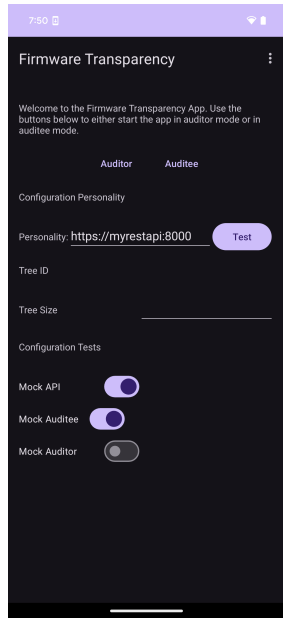 7:50
Firmware Transparency
Welcome to the Firmware Transparency App. Use the
buttons below to either start the app in auditor mode or in
auditee mode.
Auditor Auditee
Configuration Personality
Personality: https://myrestapi:8000 Test
Tree ID
Tree Size
Configuration Tests
Mock API
Mock Auditee
Mock Auditor